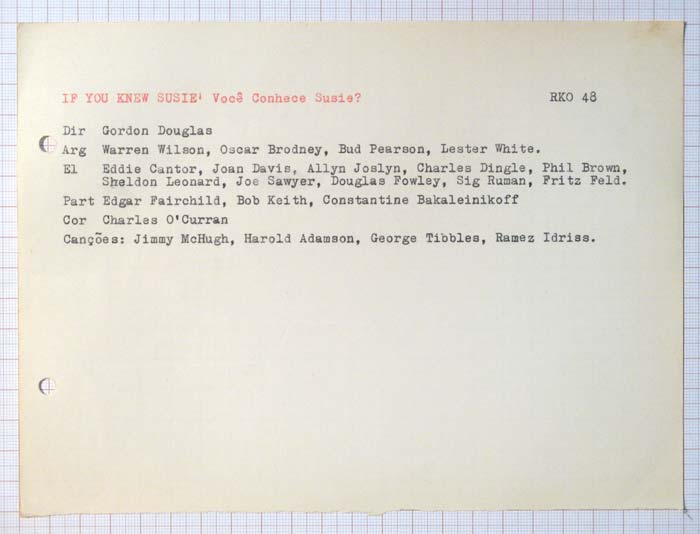 IF YOU KNEW SUSIE' Você Conhece Susie? RKO 48
Dir Gordon Douglas
Arg Warren Wilson, Oscar Brodney, Bud Pearson, Lester White.
El Eddie Cantor, Joan Davis, Allyn Joslyn, Charles Dingle, Phil Brown,
Sheldon Leonard, Joe Sawyer, Douglas Fowley, Sig Ruman, Fritz Feld.
Part Edgar Fairchild, Bob Keith, Constantine Bakaleinikoff
Cor Charles O'Curran
Canções: Jimmy McHugh, Harold Adamson, George Tibbles, Ramez Idriss.